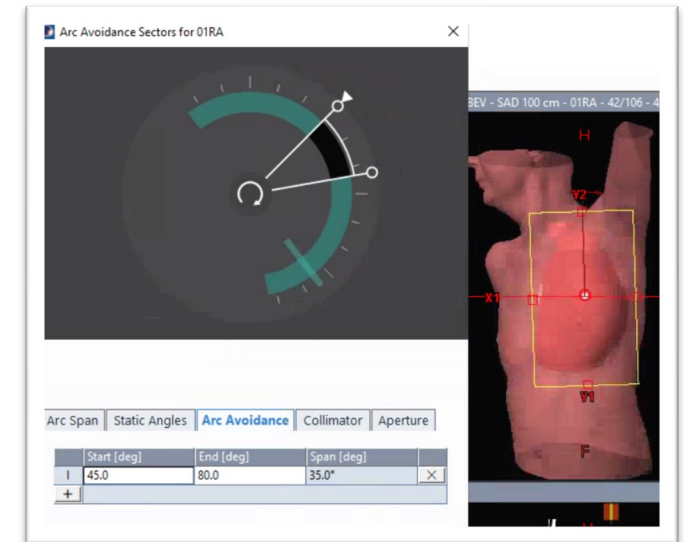 Arc Avoidance Sectors for 01RA
BEV - SAD 100 cm - 01RA - 42/106 - 4
H
Y2
X1
Y1
F
Arc Span Static Angles Arc Avoidance Collimator Aperture
Start [deg] End [deg] Span [deg]
I 45.0 80.0 35.0°
+